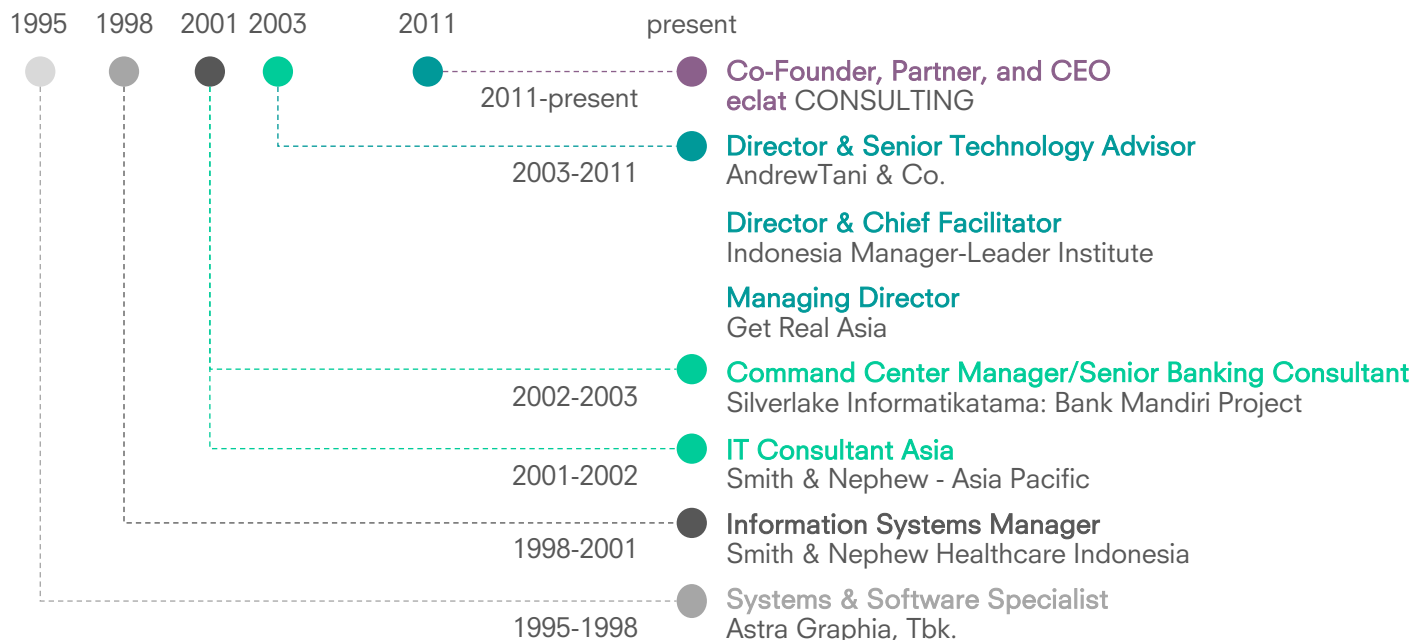 1995 1998 2001 2003 2011 present
Co-Founder, Partner, and CEO
eclat CONSULTING
2011-present
Director & Senior Technology Advisor
AndrewTani & Co.
2003-2011
Director & Chief Facilitator
Indonesia Manager-Leader Institute
Managing Director
Get Real Asia
Command Center Manager/Senior Banking Consultant
Silverlake Informatikatama: Bank Mandiri Project
2002-2003
IT Consultant Asia
Smith & Nephew - Asia Pacific
2001-2002
Information Systems Manager
Smith & Nephew Healthcare Indonesia
1998-2001
Systems & Software Specialist
Astra Graphia, Tbk.
1995-1998